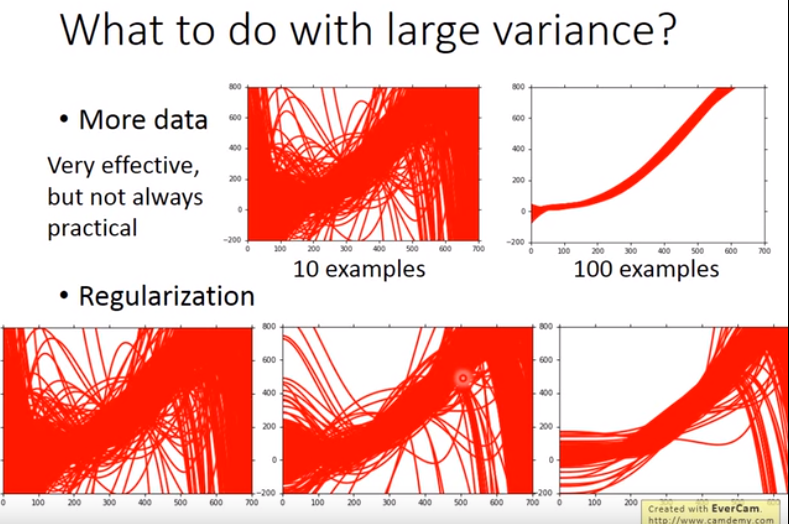 What to do with large variance?
• More data
Very effective,
but not always
practical
800
600
400
200
0
−200
0 100 200 300 400 500 600 700
10 examples
800
600
400
200
0
−200
0 100 200 300 400 500 600 700
100 examples
• Regularization
0 100 200 300 400 500 600 700
800
600
400
200
0
−200
0 100 200 300 400 500 600 700
800
600
400
200
0
−200
0 100 200
Created with EverCam.
http://www.camdemy.com